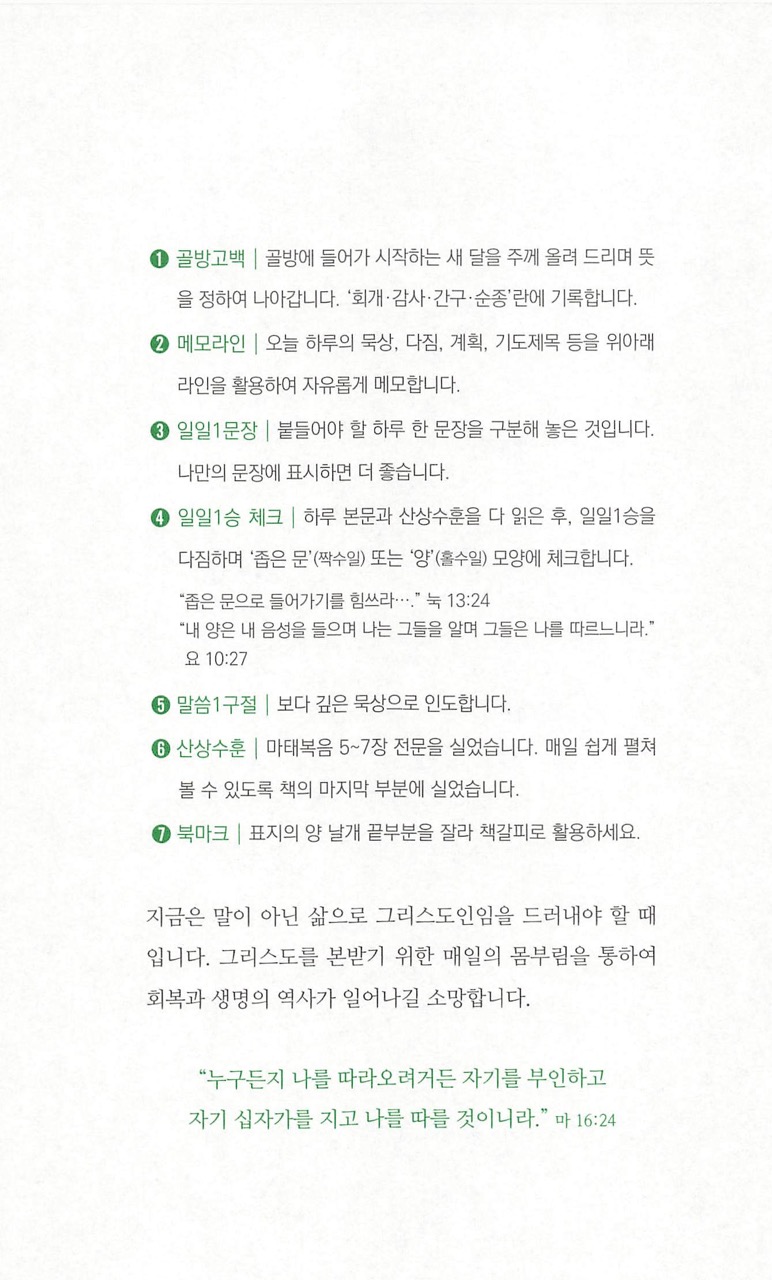 ❶ 골방고백 | 골방에 들어가 시작하는 새 달을 주께 올려 드리며 뜻
을 정하여 나아갑니다. ‘회개·감사·간구·순종’란에 기록합니다.
❷ 메모라인 | 오늘 하루의 묵상, 다짐, 계획, 기도제목 등을 위아래
라인을 활용하여 자유롭게 메모합니다.
❸ 일일1문장 | 붙들어야 할 하루 한 문장을 구분해 놓은 것입니다.
나만의 문장에 표시하면 더 좋습니다.
❹ 일일1승 체크 | 하루 본문과 산상수훈을 다 읽은 후, 일일1승을
다짐하며 ‘좁은 문’(짝수일) 또는 ‘양’(홀수일) 모양에 체크합니다.
“좁은 문으로 들어가기를 힘쓰라….” 눅 13:24
“내 양은 내 음성을 들으며 나는 그들을 알며 그들은 나를 따르느니라.”
요 10:27
❺ 말씀1구절 | 보다 깊은 묵상으로 인도합니다.
❻ 산상수훈 | 마태복음 5~7장 전문을 실었습니다. 매일 쉽게 펼쳐
볼 수 있도록 책의 마지막 부분에 실었습니다.
❼ 북마크 | 표지의 양 날개 끝부분을 잘라 책갈피로 활용하세요.
지금은 말이 아닌 삶으로 그리스도인임을 드러내야 할 때
입니다. 그리스도를 본받기 위한 매일의 몸부림을 통하여
회복과 생명의 역사가 일어나길 소망합니다.
“누구든지 나를 따라오려거든 자기를 부인하고
자기 십자가를 지고 나를 따를 것이니라.” 마 16:24